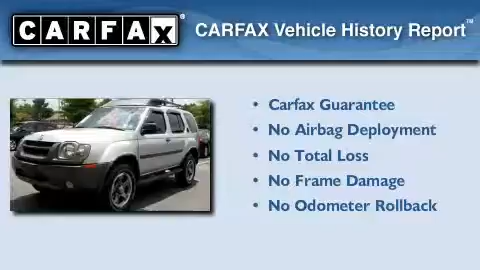 CARFAX®
CARFAX Vehicle History Report™
• Carfax Guarantee
• No Airbag Deployment
• No Total Loss
• No Frame Damage
• No Odometer Rollback